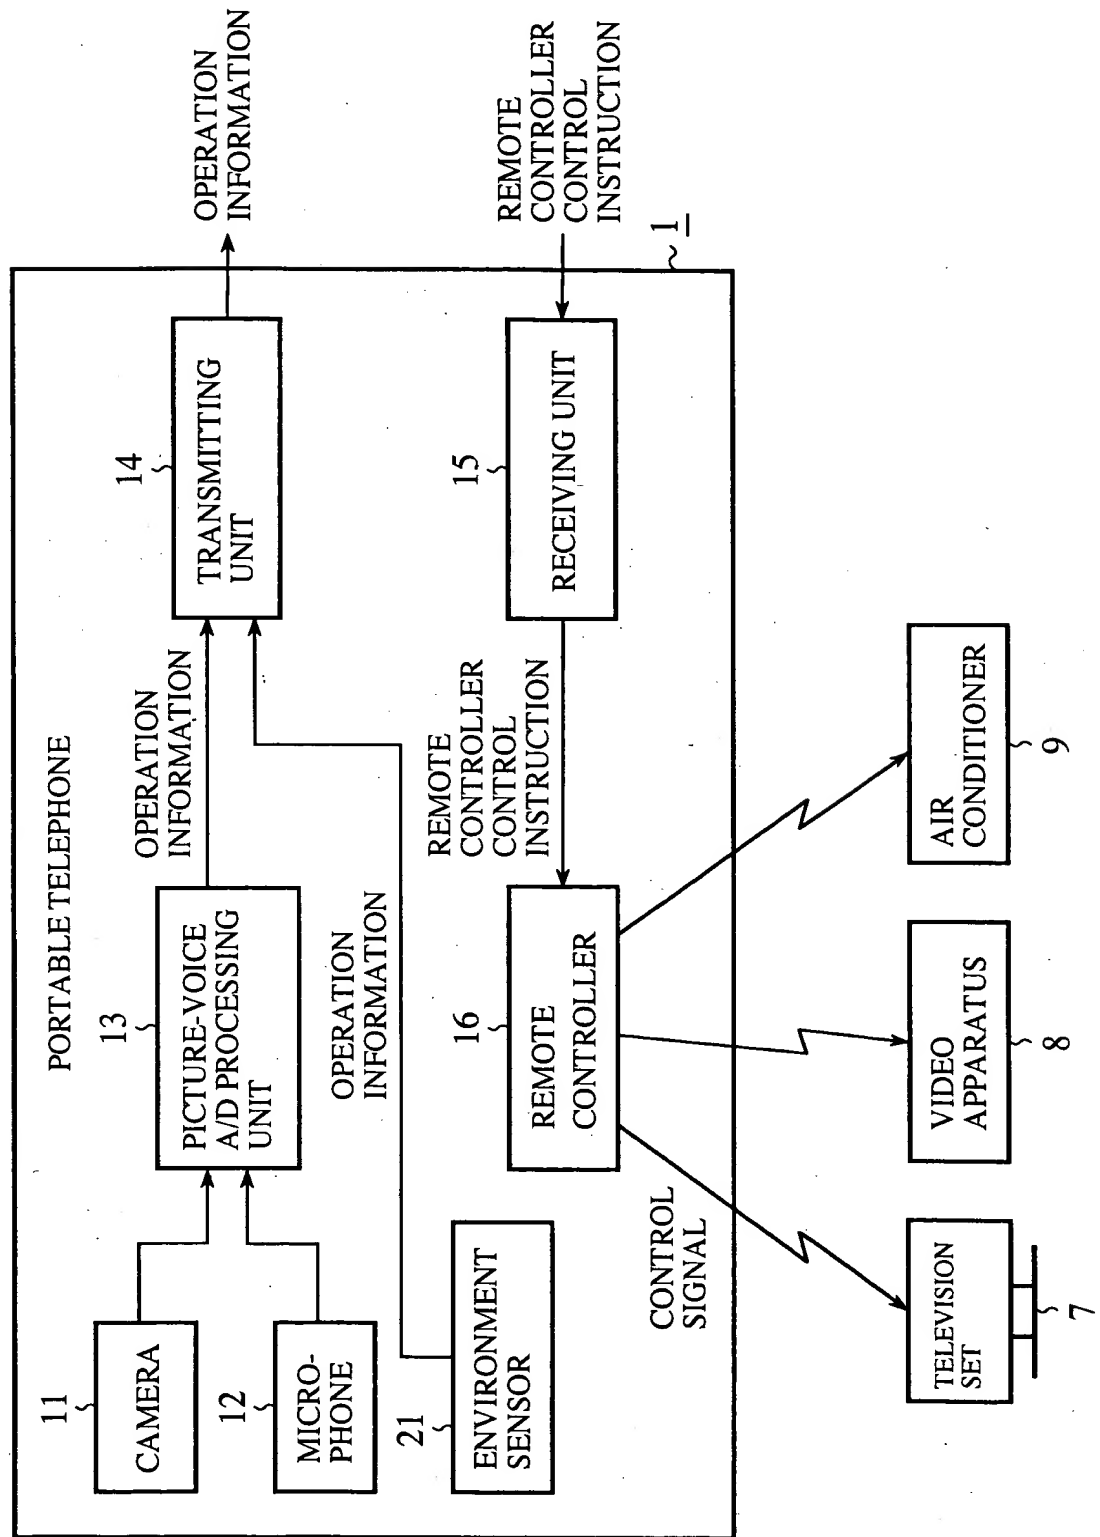 PORTABLE TELEPHONE
11
CAMERA
12
MICRO-
PHONE
13
PICTURE-VOICE
A/D PROCESSING
UNIT
OPERATION
INFORMATION
14
TRANSMITTING
UNIT
OPERATION
INFORMATION
21
ENVIRONMENT
SENSOR
OPERATION
INFORMATION
16
REMOTE
CONTROLLER
REMOTE
CONTROLLER
CONTROL
INSTRUCTION
15
RECEIVING UNIT
REMOTE
CONTROLLER
CONTROL
INSTRUCTION
1
CONTROL
SIGNAL
TELEVISION
SET
7
VIDEO
APPARATUS
8
AIR
CONDITIONER
9